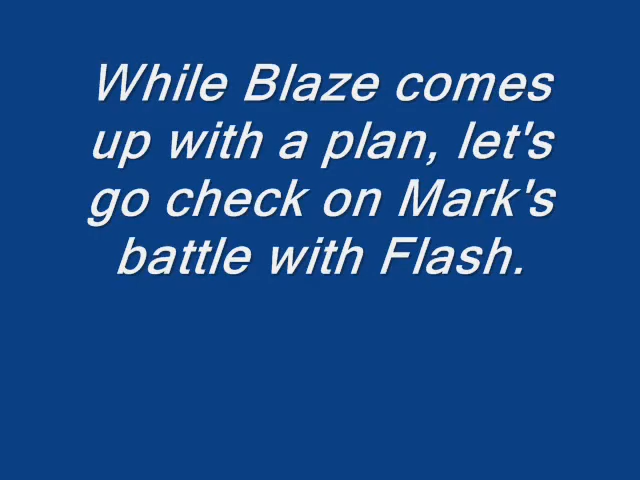 While Blaze comes
up with a plan, let's
go check on Mark's
battle with Flash.